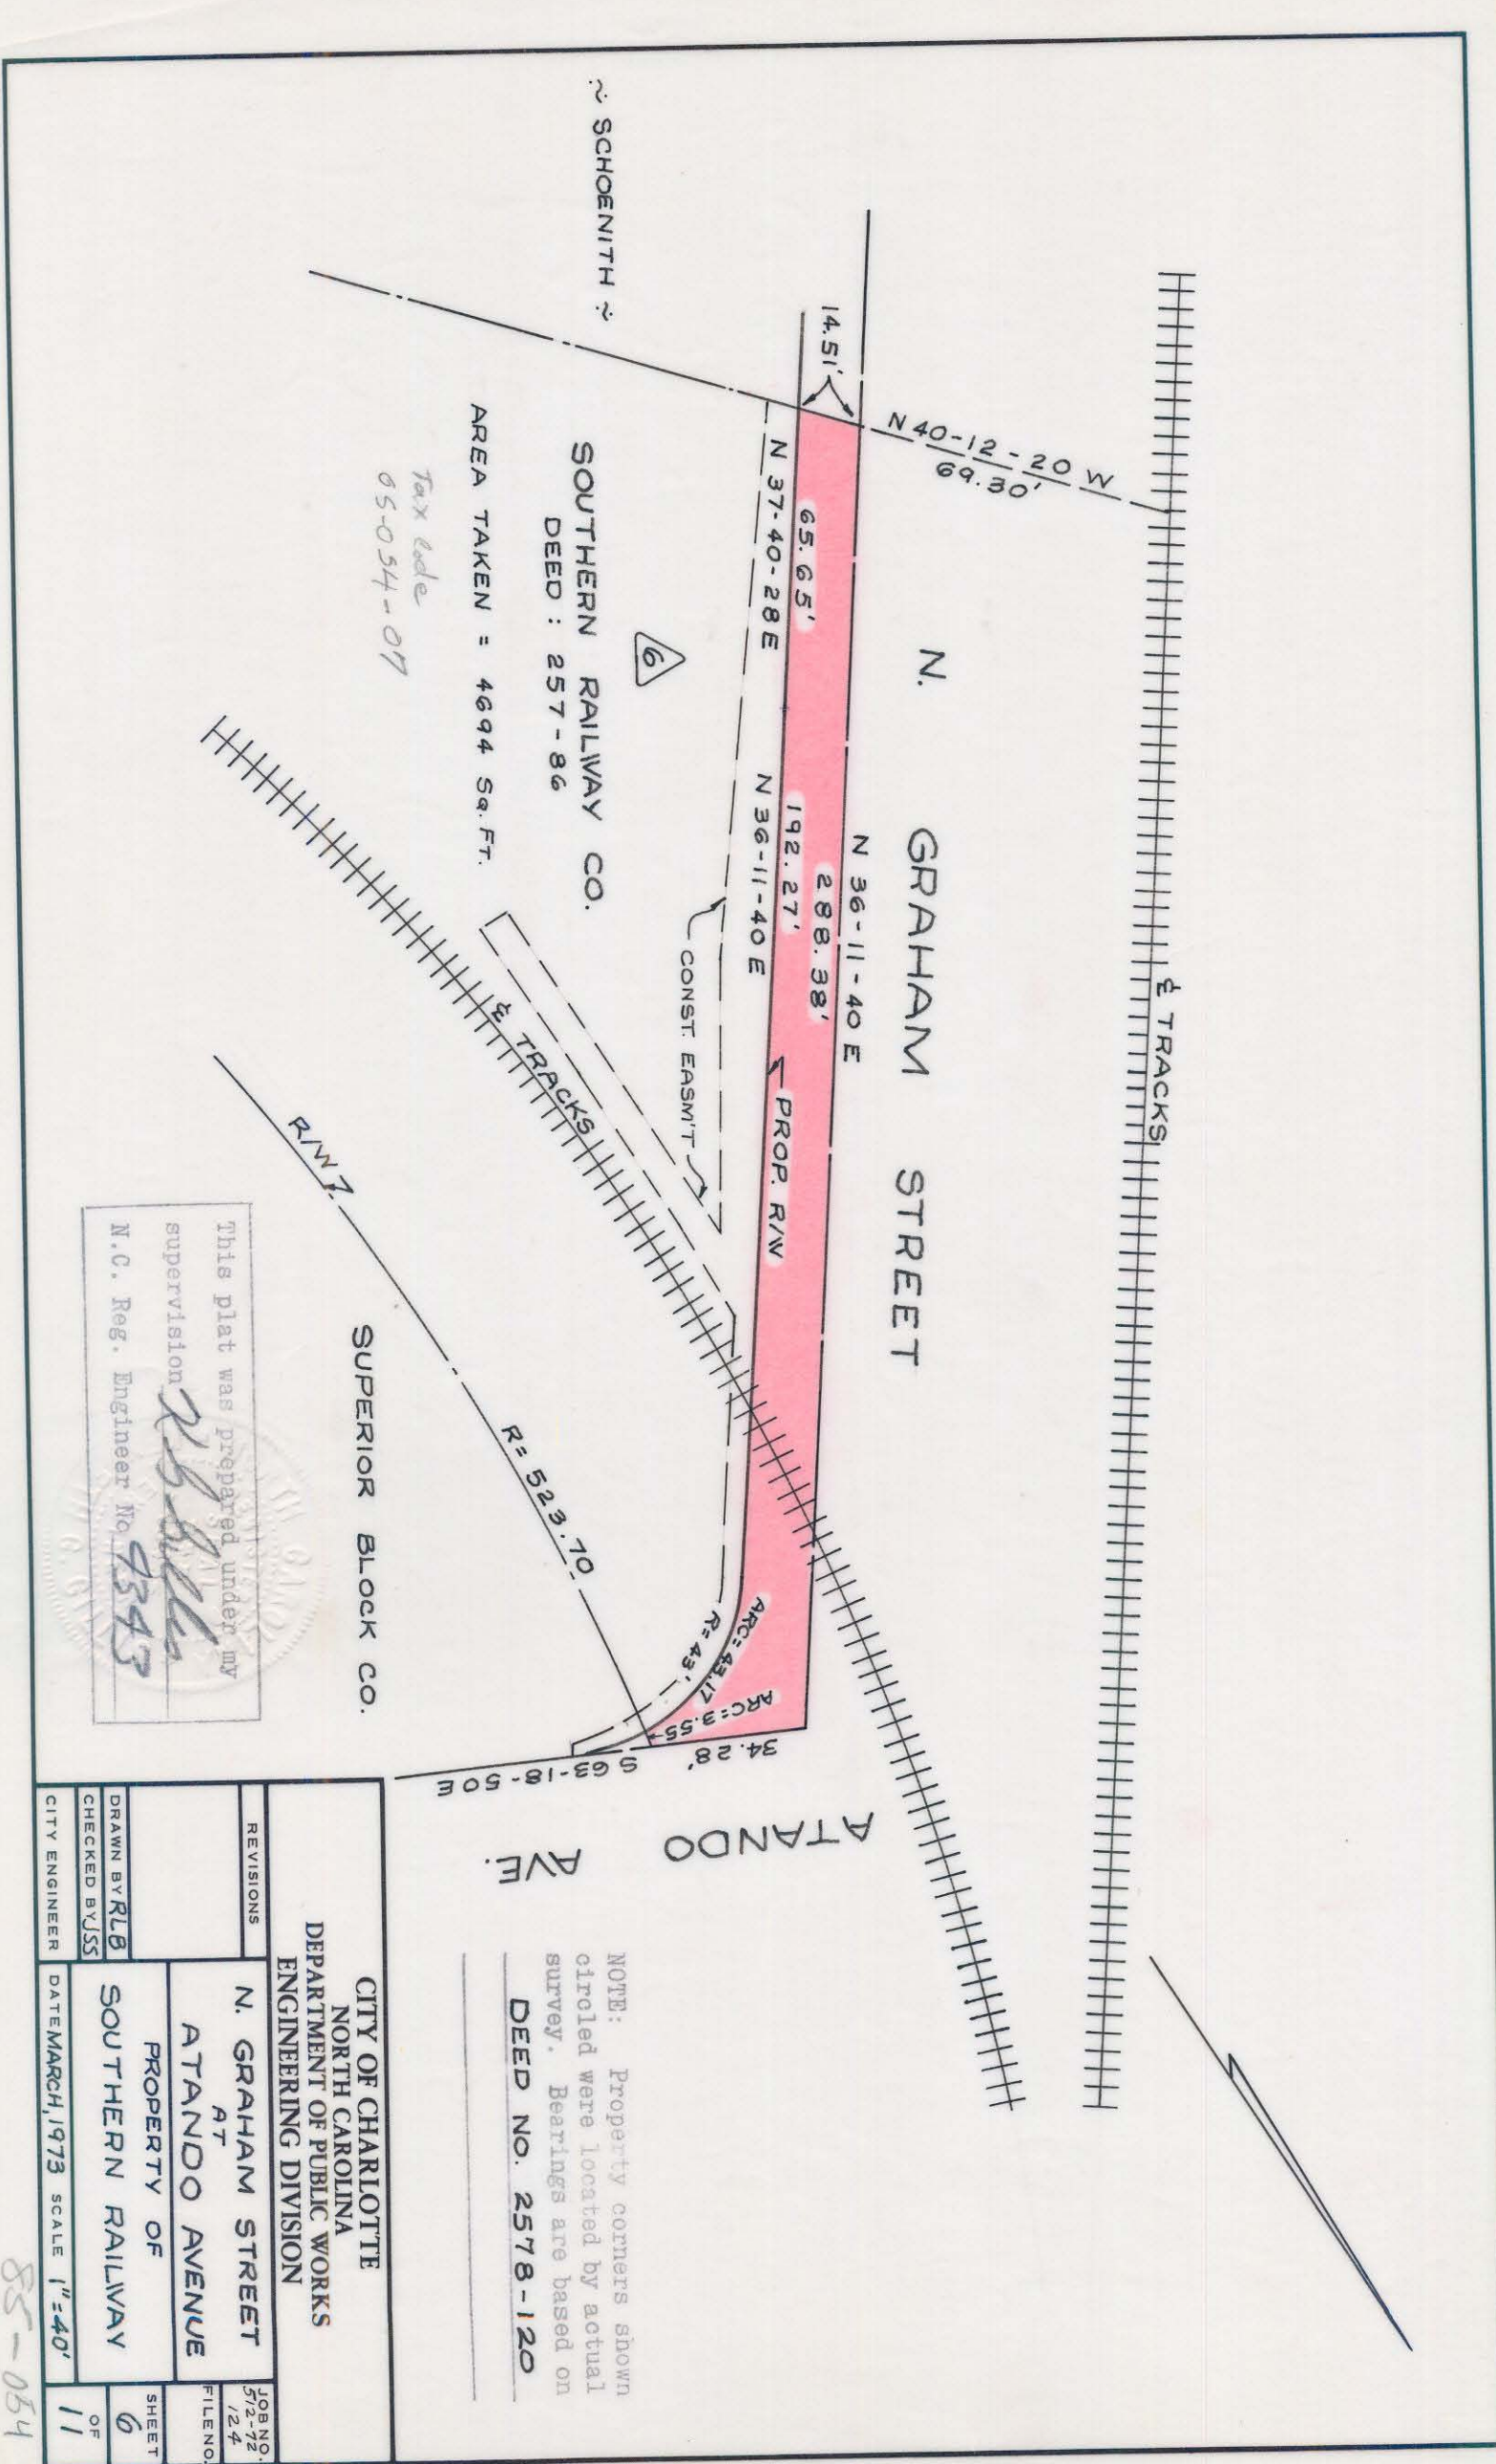 ℄ TRACKS
N 40-12-20 W
69.30'
N. GRAHAM STREET
14.51'
N 36-11-40 E
288.38'
65.65'
192.27'
PROP. R/W
N 37-40-28 E
N 36-11-40 E
CONST. EASM'T
~ SCHOENITH ~
6
SOUTHERN RAILWAY CO.
DEED : 257-86
AREA TAKEN = 4694 SQ. FT.
Tax Code
℄ TRACKS
R/W
R= 523.70
ARC=43.17
R= 43'
ARC=3.55
34.28'
S 63-18-50 E
ATANDO
AVE.
SUPERIOR BLOCK CO.
This plat was prepared under my
supervision
N.C. Reg. Engineer No 9343
NOTE: Property corners shown
circled were located by actual
survey. Bearings are based on
DEED NO. 2578-120
CITY OF CHARLOTTE
NORTH CAROLINA
DEPARTMENT OF PUBLIC WORKS
ENGINEERING DIVISION
REVISIONS
DRAWN BY RLB
CHECKED BY JSS
CITY ENGINEER
N. GRAHAM STREET
AT
ATANDO AVENUE
PROPERTY OF
SOUTHERN RAILWAY
DATE MARCH, 1973 SCALE 1"=40'
JOB NO.
512-72
124
FILE NO.
SHEET
6
OF
11